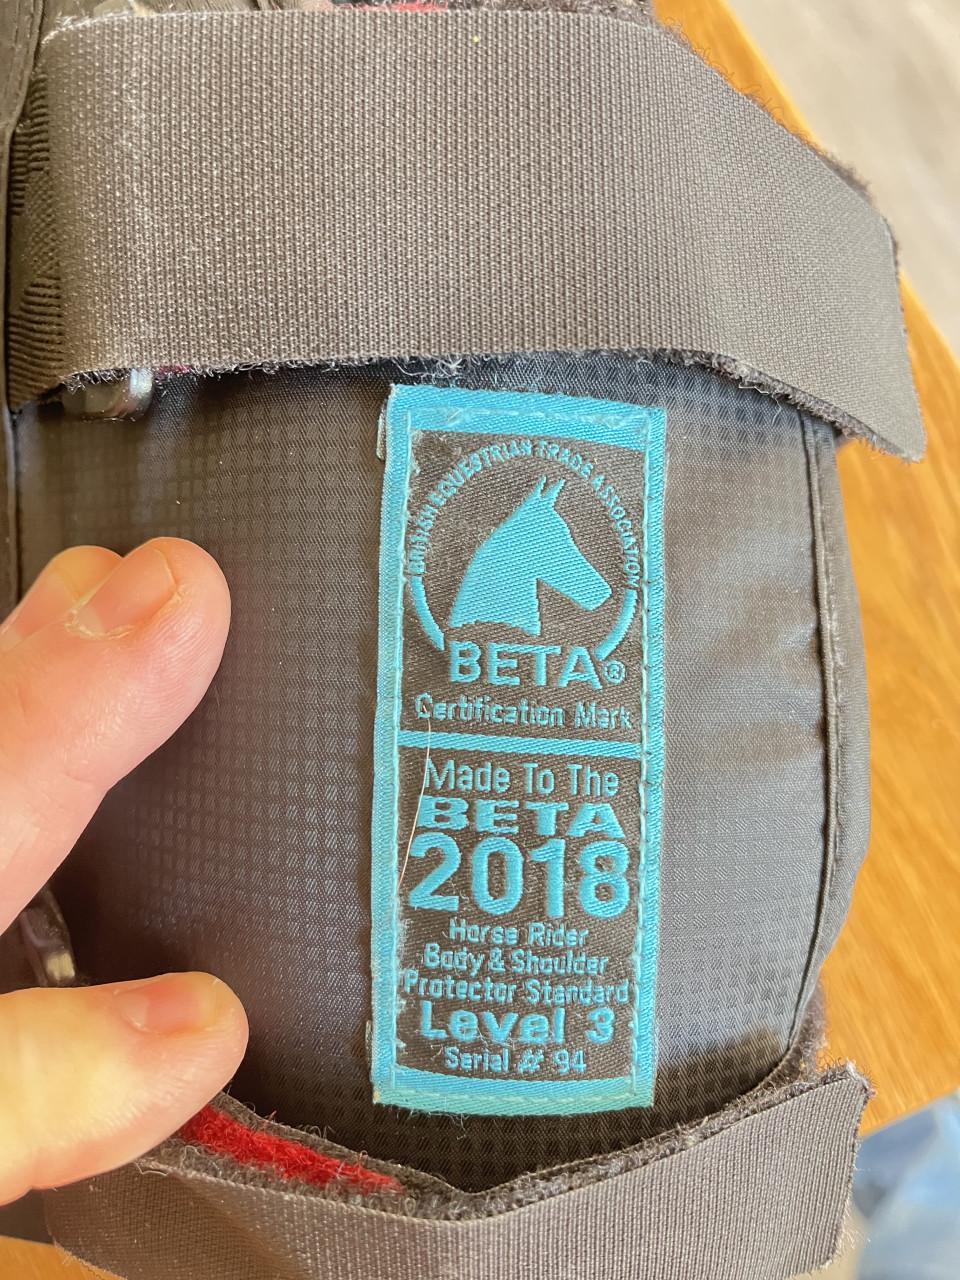 BRITISH EQUESTRIAN TRADE ASSOCIATION
BETA®
Certification Mark
Made To The
BETA
2018
Horse Rider
Body & Shoulder
Protector Standard
Level 3
Serial # 94